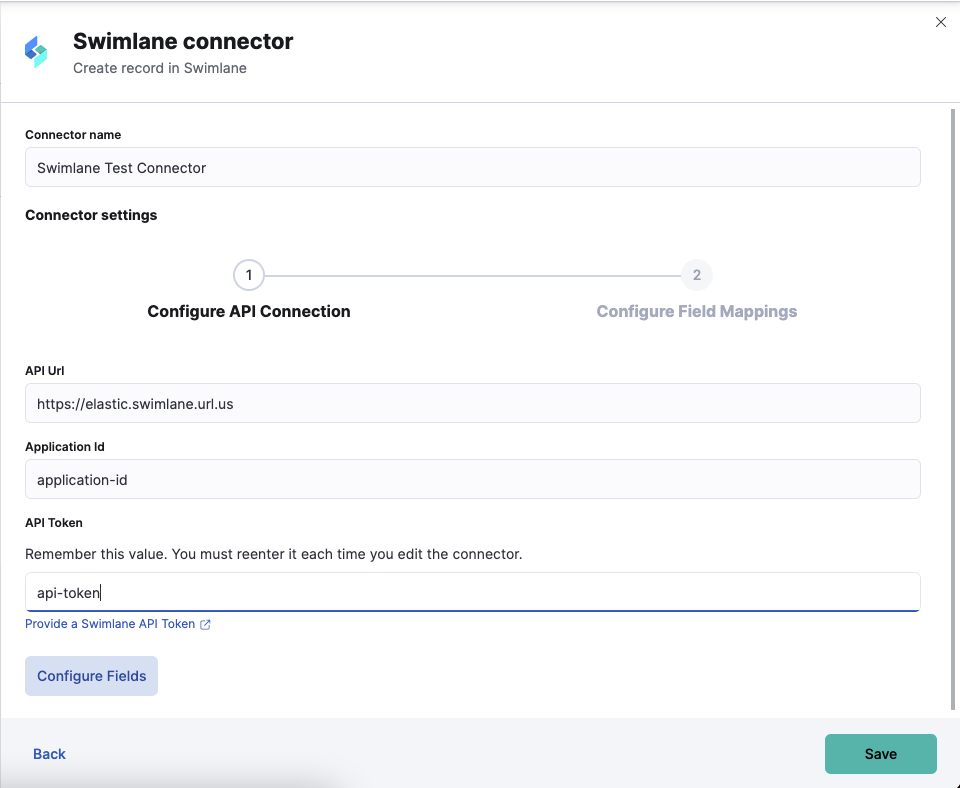 Swimlane connector
Create record in Swimlane
Connector name
Swimlane Test Connector
Connector settings
1
2
Configure API Connection
Configure Field Mappings
API Url
https://elastic.swimlane.url.us
Application Id
application-id
API Token
Remember this value. You must reenter it each time you edit the connector.
api-token
Provide a Swimlane API Token
Configure Fields
Back
Save